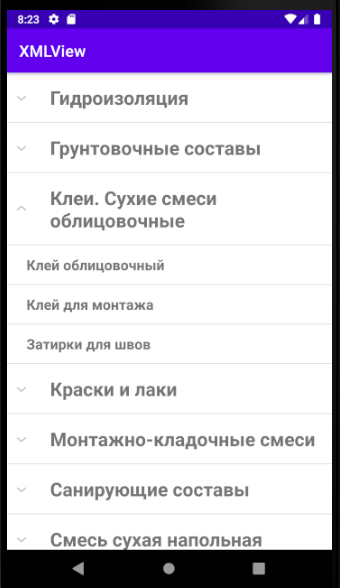 8:23
XMLView
Гидроизоляция
Грунтовочные составы
Клеи. Сухие смеси
облицовочные
Клей облицовочный
Клей для монтажа
Затирки для швов
Краски и лаки
Монтажно-кладочные смеси
Санирующие составы
Смесь сухая напольная